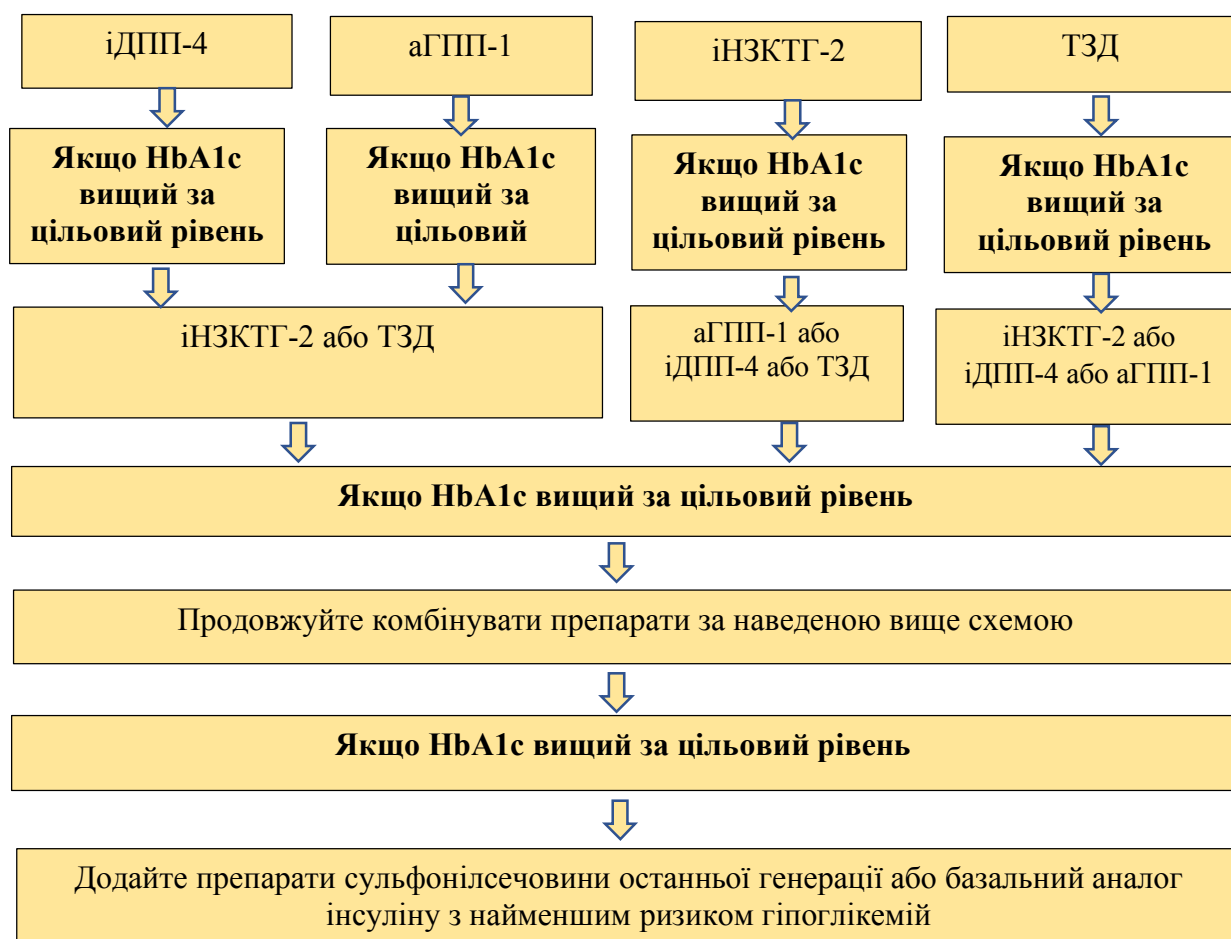 іДПП-4
аГПП-1
іНЗКТГ-2
ТЗД
Якщо HbA1c
вищий за
цільовий рівень
Якщо HbA1c
вищий за
цільовий
Якщо HbA1c
вищий за
цільовий рівень
Якщо HbA1c
вищий за
цільовий рівень
іНЗКТГ-2 або ТЗД
аГПП-1 або
іДПП-4 або ТЗД
іНЗКТГ-2 або
іДПП-4 або аГПП-1
Якщо HbA1c вищий за цільовий рівень
Продовжуйте комбінувати препарати за наведеною вище схемою
Якщо HbA1c вищий за цільовий рівень
Додайте препарати сульфонілсечовини останньої генерації або базальний аналог
інсуліну з найменшим ризиком гіпоглікемій